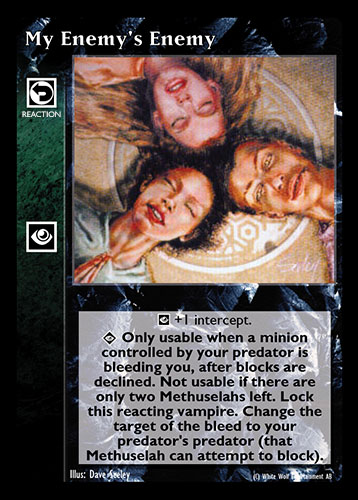 My Enemy's Enemy
REACTION
+1 intercept.
Only usable when a minion
controlled by your predator is
bleeding you, after blocks are
declined. Not usable if there are
only two Methuselahs left. Lock
this reacting vampire. Change the
target of the bleed to your
predator's predator (that
Methuselah can attempt to block).
Illus: Dave Seeley
(C) White Wolf Entertainment AB